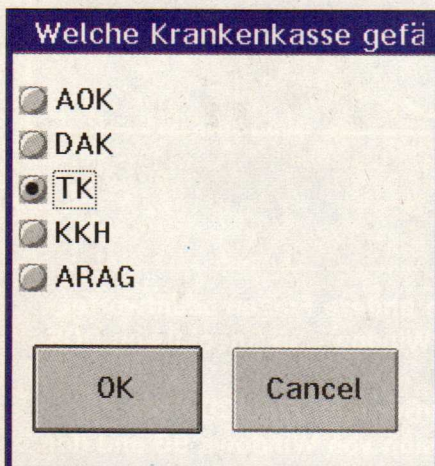 Welche Krankenkasse gefä
AOK
DAK
TK
KKH
ARAG
OK Cancel